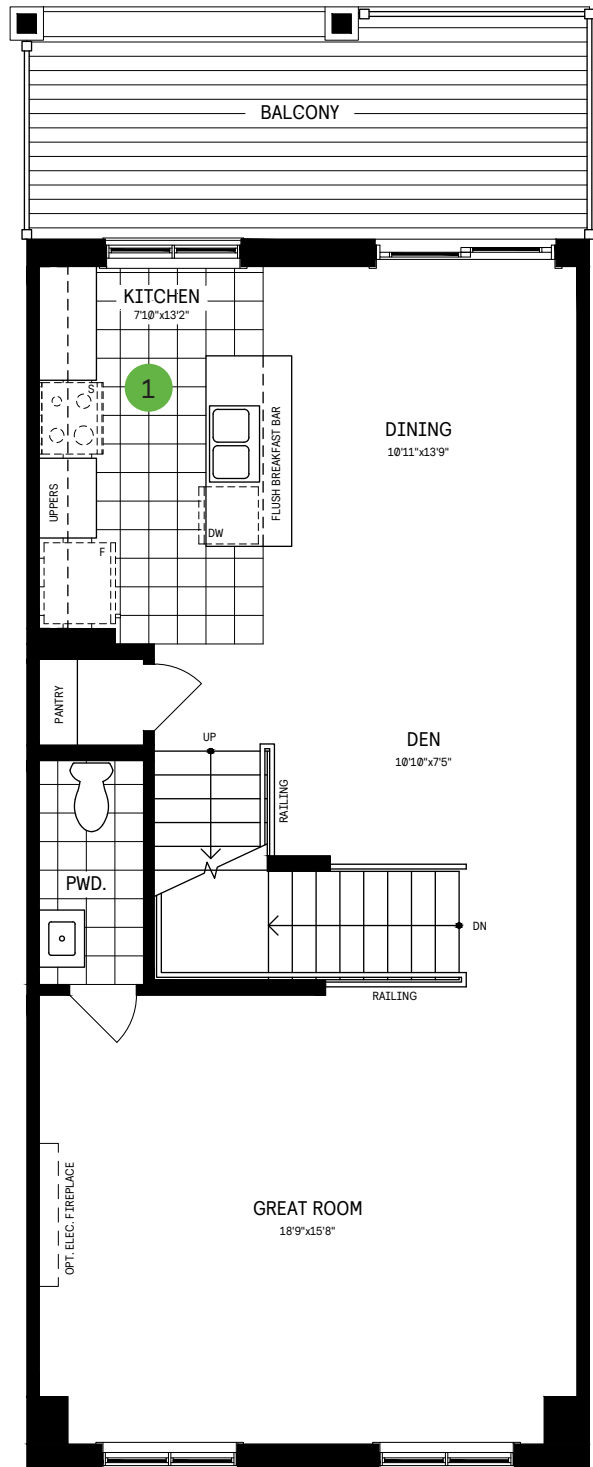 BALCONY
KITCHEN
7'10"x13'2"
S
1
DINING
10'11"x13'9"
FLUSH BREAKFAST BAR
UPPERS
DW
F
PANTRY
UP
DEN
10'10"x7'5"
RAILING
PWD.
DN
RAILING
OPT. ELEC. FIREPLACE
GREAT ROOM
18'9"x15'8"